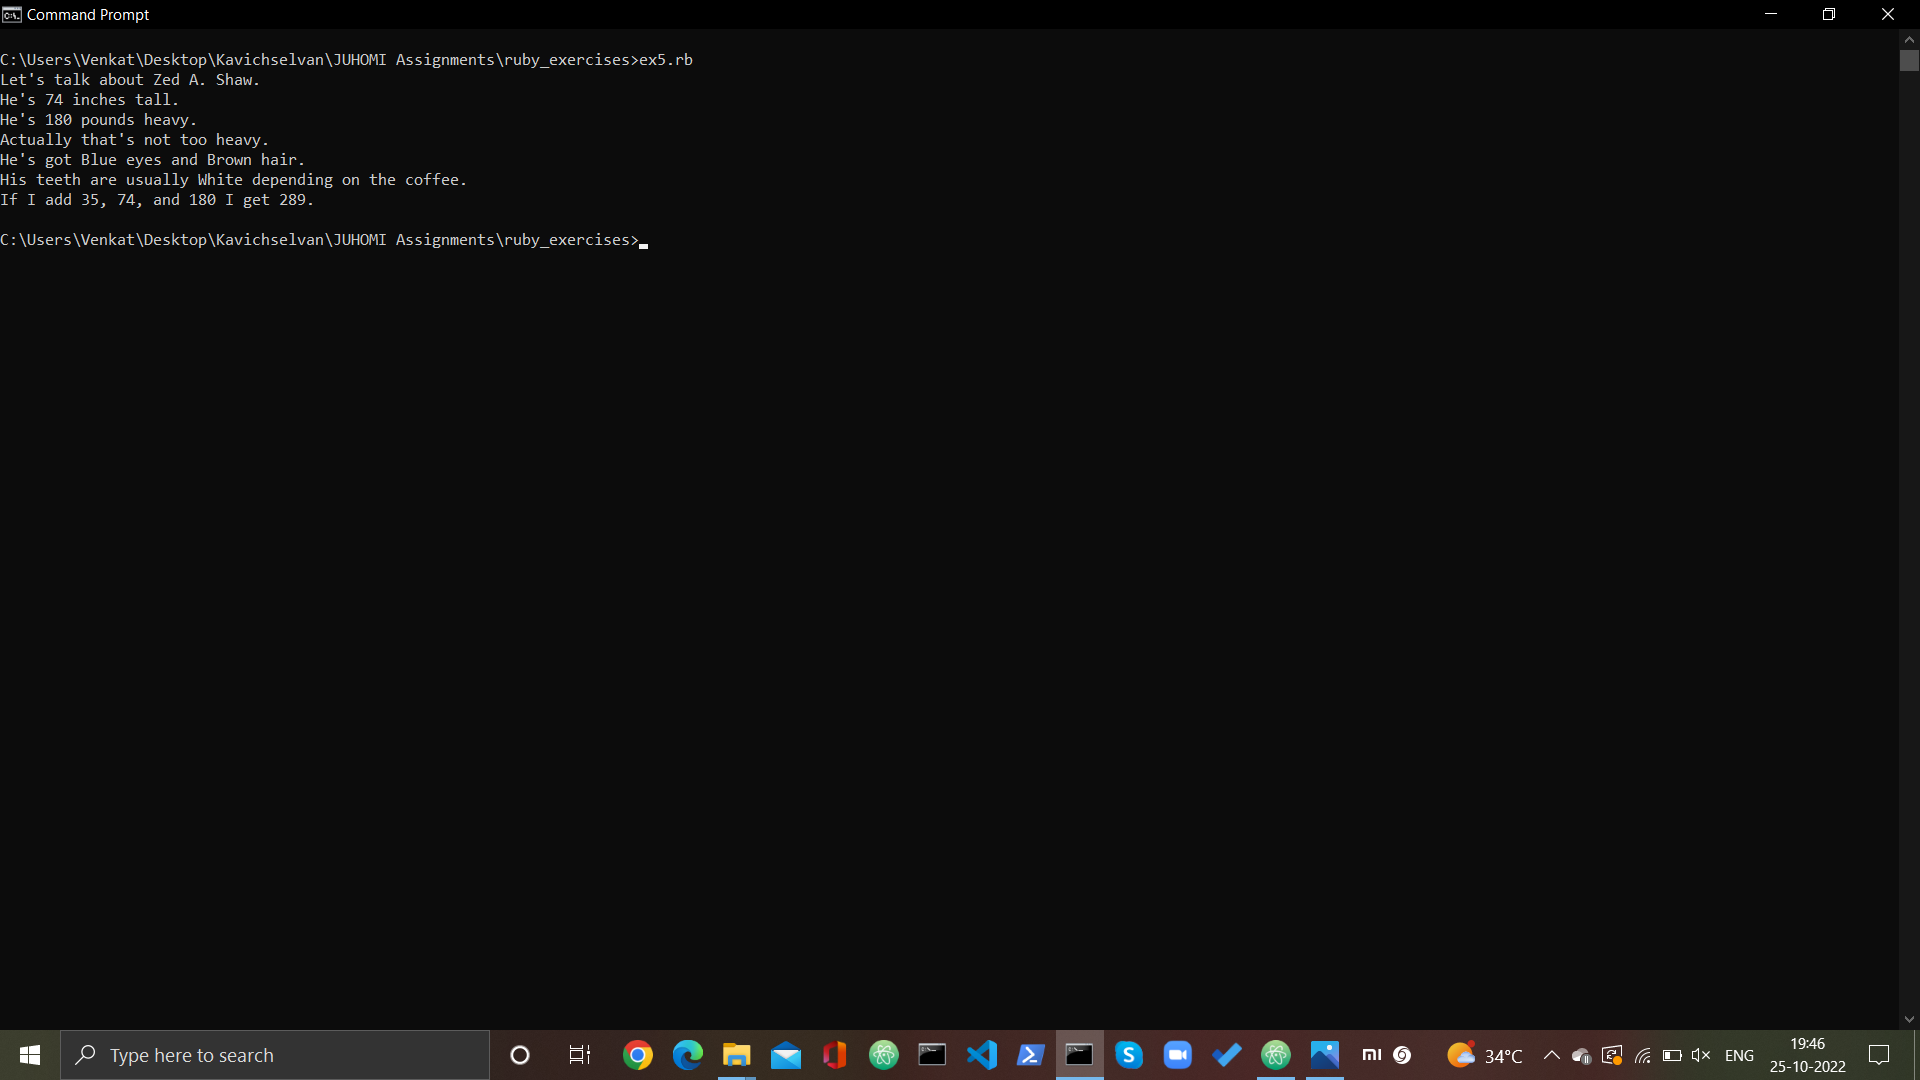 Command Prompt
C:\Users\Venkat\Desktop\Kavichselvan\JUHOMI Assignments\ruby_exercises>ex5.rb
Let's talk about Zed A. Shaw.
He's 74 inches tall.
He's 180 pounds heavy.
Actually that's not too heavy.
He's got Blue eyes and Brown hair.
His teeth are usually White depending on the coffee.
If I add 35, 74, and 180 I get 289.
C:\Users\Venkat\Desktop\Kavichselvan\JUHOMI Assignments\ruby_exercises>
Type here to search
34°C
ENG
19:46
25-10-2022